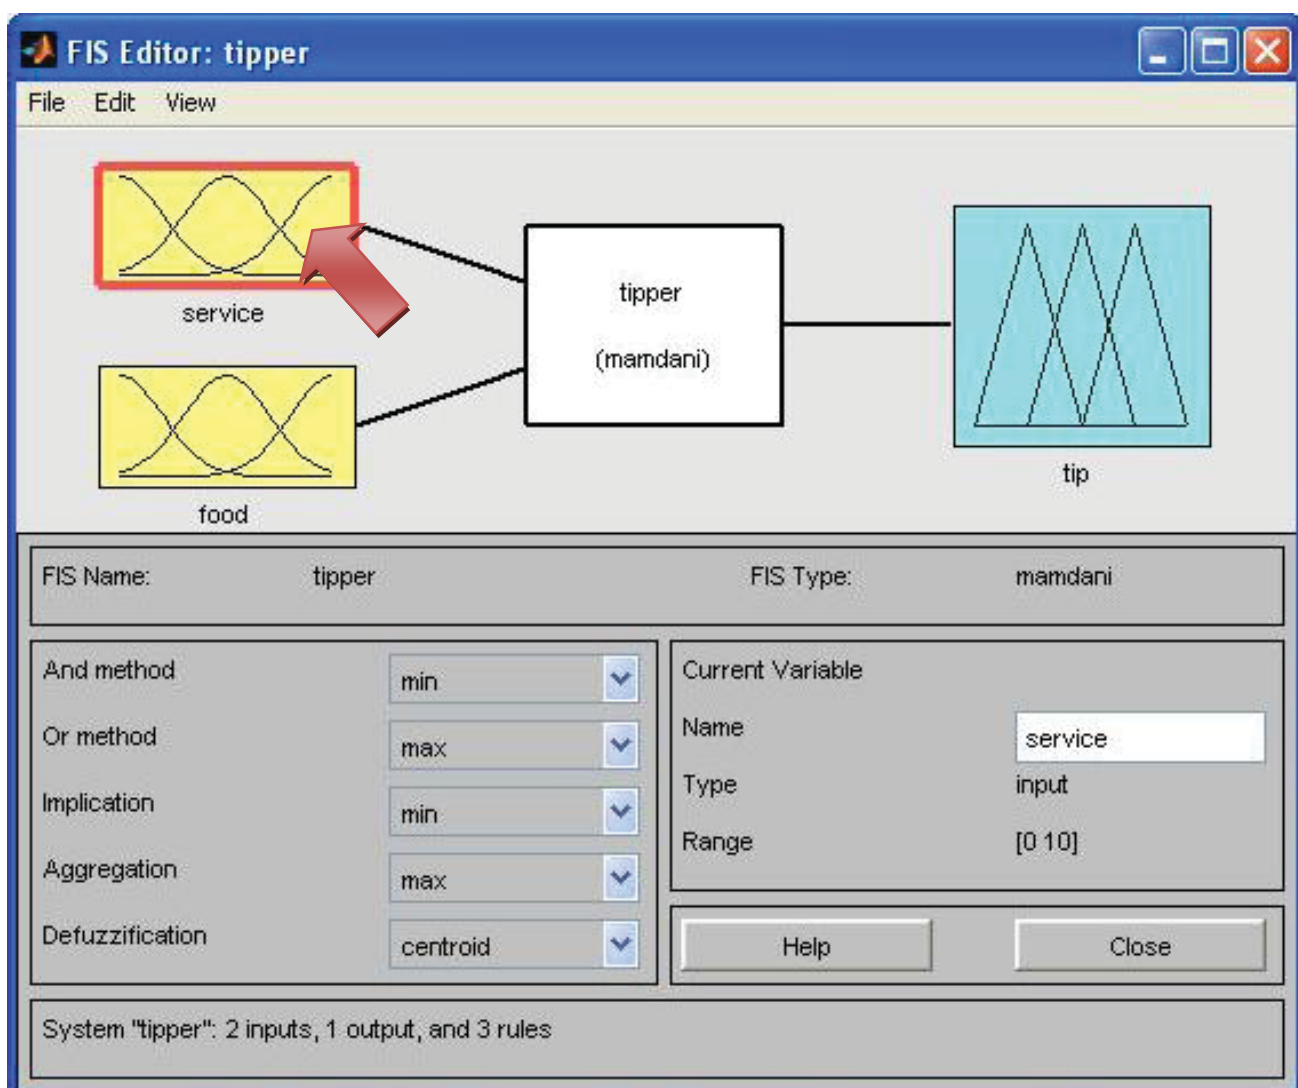 FIS Editor: tipper
File Edit View
service
food
tipper
(mamdani)
tip
FIS Name: tipper FIS Type: mamdani
And method min
Or method max
Implication min
Aggregation max
Defuzzification centroid
Current Variable
Name service
Type input
Range [0 10]
Help Close
System "tipper": 2 inputs, 1 output, and 3 rules